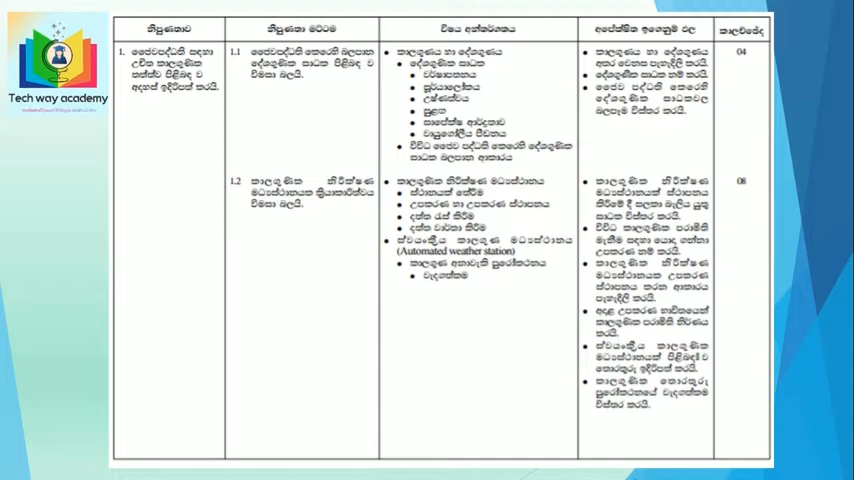 Tech way academy
නිපුණතාව
නිපුණතා මට්ටම
විෂය අන්තර්ගතය
අපේක්ෂිත ඉගෙනුම් ඵල
කාලච්ඡේද
1. ජෛවපද්ධති සඳහා
උචිත කාලගුණික
තත්ත්ව පිළිබඳ ව
අදහස් ඉදිරිපත් කරයි.
1.1 ජෛවපද්ධති කෙරෙහි බලපාන
දේශගුණික සාධක පිළිබඳ ව
විමසා බලයි.
• කාලගුණය හා දේශගුණය
• දේශගුණික සාධක
• වර්ෂාපතනය
• සූර්යාලෝකය
• උෂ්ණත්වය
• සුළඟ
• සාපේක්ෂ ආර්ද්‍රතාව
• වායුගෝලීය පීඩනය
• විවිධ ජෛව පද්ධති කෙරෙහි දේශගුණික
සාධක බලපාන ආකාරය
• කාලගුණය හා දේශගුණය
අතර වෙනස පැහැදිලි කරයි.
• දේශගුණික සාධක නම් කරයි.
• ජෛව පද්ධති කෙරෙහි
දේශගුණික සාධකවල
බලපෑම විස්තර කරයි.
04
1.2 කාලගුණික නිරීක්ෂණ
මධ්‍යස්ථානයක ක්‍රියාකාරිත්වය
විමසා බලයි.
• කාලගුණික නිරීක්ෂණ මධ්‍යස්ථානය
• ස්ථානයක් තේරීම
• උපකරණ හා උපකරණ ස්ථාපනය
• දත්ත රැස් කිරීම
• දත්ත වාර්තා කිරීම
• ස්වයංක්‍රීය කාලගුණ මධ්‍යස්ථානය
(Automated weather station)
• කාලගුණ අනාවැකි පුරෝකථනය
• වැදගත්කම
• කාලගුණික නිරීක්ෂණ
මධ්‍යස්ථානයක් ස්ථාපනය
කිරීමේ දී සලකා බැලිය යුතු
සාධක විස්තර කරයි.
• විවිධ කාලගුණික පරාමිති
මැනීම සඳහා යොදා ගන්නා
උපකරණ නම් කරයි.
• කාලගුණික නිරීක්ෂණ
මධ්‍යස්ථානයක උපකරණ
ස්ථාපනය කරන ආකාරය
පැහැදිලි කරයි.
• අදාළ උපකරණ භාවිතයෙන්
කාලගුණික පරාමිති නිර්ණය
කරයි.
• ස්වයංක්‍රීය කාලගුණික
මධ්‍යස්ථානයක් පිළිබඳ ව
තොරතුරු ඉදිරිපත් කරයි.
• කාලගුණික තොරතුරු
පුරෝකථනයේ වැදගත්කම
විස්තර කරයි.
08